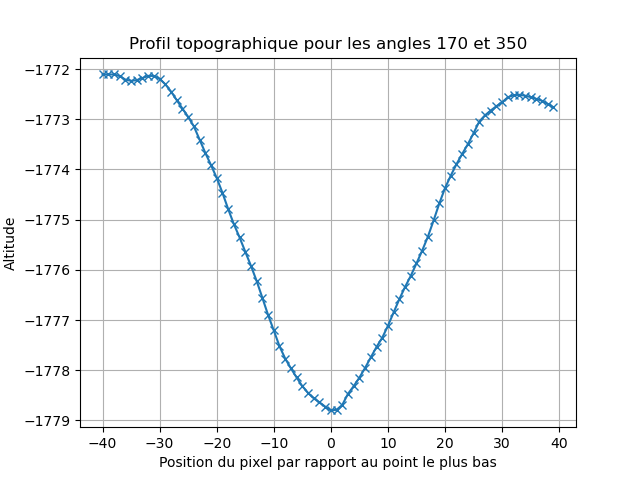 Profil topographique pour les angles 170 et 350
−1772
−1773
−1774
−1775
−1776
−1777
−1778
−1779
Altitude
−40 −30 −20 −10 0 10 20 30 40
Position du pixel par rapport au point le plus bas